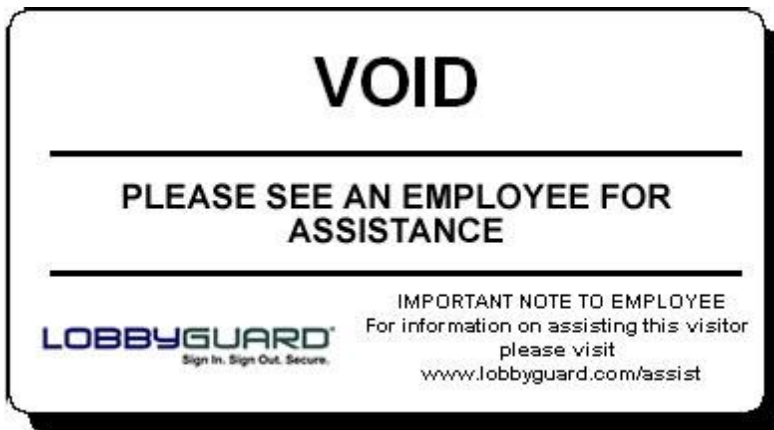 VOID
PLEASE SEE AN EMPLOYEE FOR
ASSISTANCE
LOBBYGUARD
Sign In. Sign Out. Secure.
IMPORTANT NOTE TO EMPLOYEE
For information on assisting this visitor
please visit
www.lobbyguard.com/assist